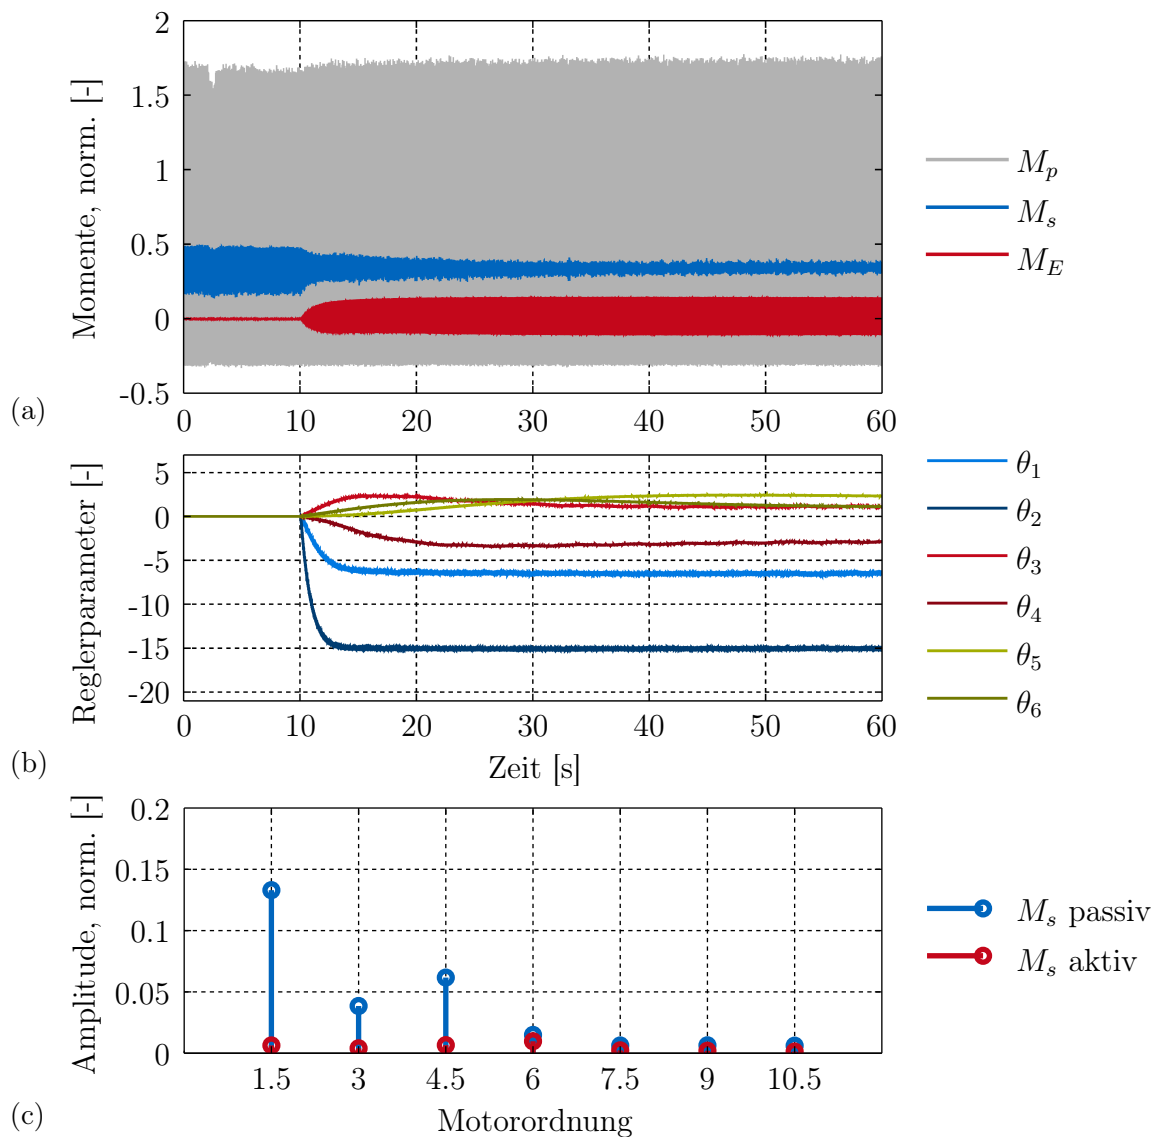 Momente, norm. [-]
2
1.5
1
0.5
0
-0.5
0 10 20 30 40 50 60
M_p
M_s
M_E
(a)
Reglerparameter [-]
5
0
-5
-10
-15
-20
0 10 20 30 40 50 60
Zeit [s]
θ_1
θ_2
θ_3
θ_4
θ_5
θ_6
(b)
Amplitude, norm. [-]
0.2
0.15
0.1
0.05
0
1.5 3 4.5 6 7.5 9 10.5
Motorordnung
M_s passiv
M_s aktiv
(c)